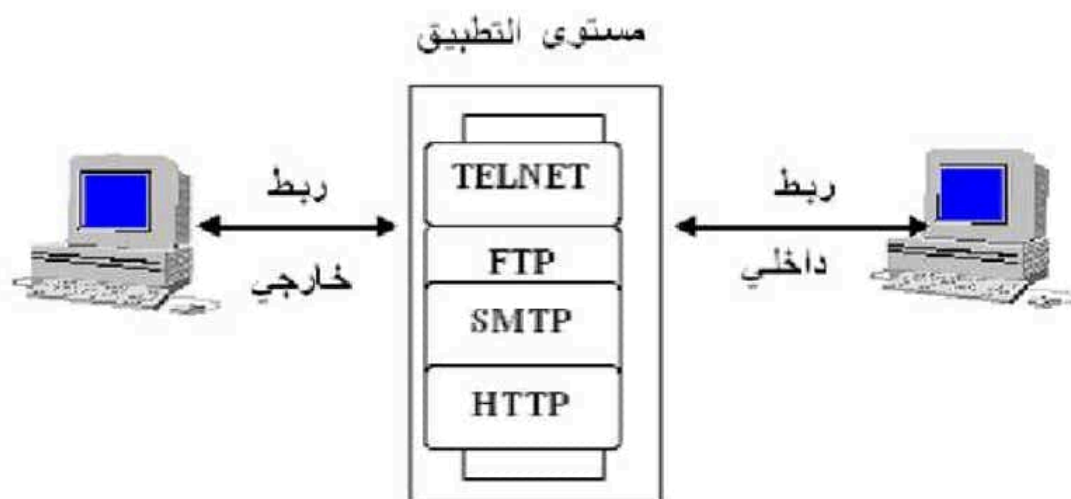 مستوى التطبيق
ربط
داخلي
TELNET
FTP
SMTP
HTTP
ربط
خارجي